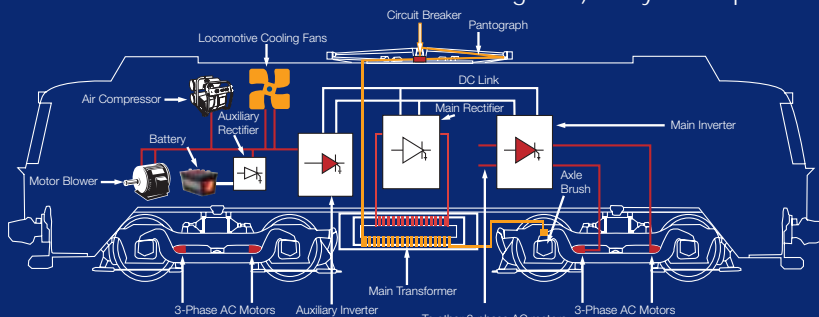 Circuit Breaker
Pantograph
Locomotive Cooling Fans
DC Link
Air Compressor
Main Rectifier
Auxiliary
Rectifier
Main Inverter
Battery
Motor Blower
Axle
Brush
Main Transformer
3-Phase AC Motors
Auxiliary Inverter
3-Phase AC Motors